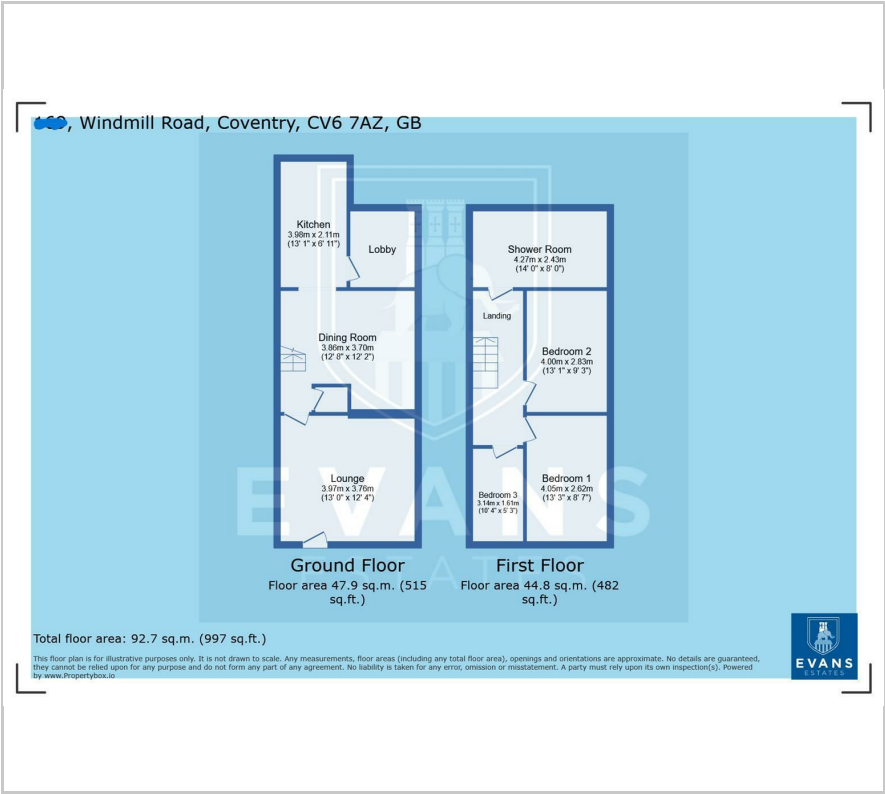 , Windmill Road, Coventry, CV6 7AZ, GB
Kitchen
3.98m x 2.11m
(13' 1" x 6' 11")
Lobby
Dining Room
3.86m x 3.70m
(12' 8" x 12' 2")
Lounge
3.97m x 3.76m
(13' 0" x 12' 4")
Shower Room
4.27m x 2.43m
(14' 0" x 8' 0")
Landing
Bedroom 2
4.00m x 2.83m
(13' 1" x 9' 3")
Bedroom 1
4.05m x 2.62m
(13' 3" x 8' 7")
Bedroom 3
3.14m x 1.61m
(10' 4" x 5' 3")
EVANS
ESTATES
Ground Floor
Floor area 47.9 sq.m. (515
sq.ft.)
First Floor
Floor area 44.8 sq.m. (482
sq.ft.)
Total floor area: 92.7 sq.m. (997 sq.ft.)
This floor plan is for illustrative purposes only. It is not drawn to scale. Any measurements, floor areas (including any total floor area), openings and orientations are approximate. No details are guaranteed,
they cannot be relied upon for any purpose and do not form any part of any agreement. No liability is taken for any error, omission or misstatement. A party must rely upon its own inspection(s). Powered
by www.Propertybox.io
EVANS
ESTATES